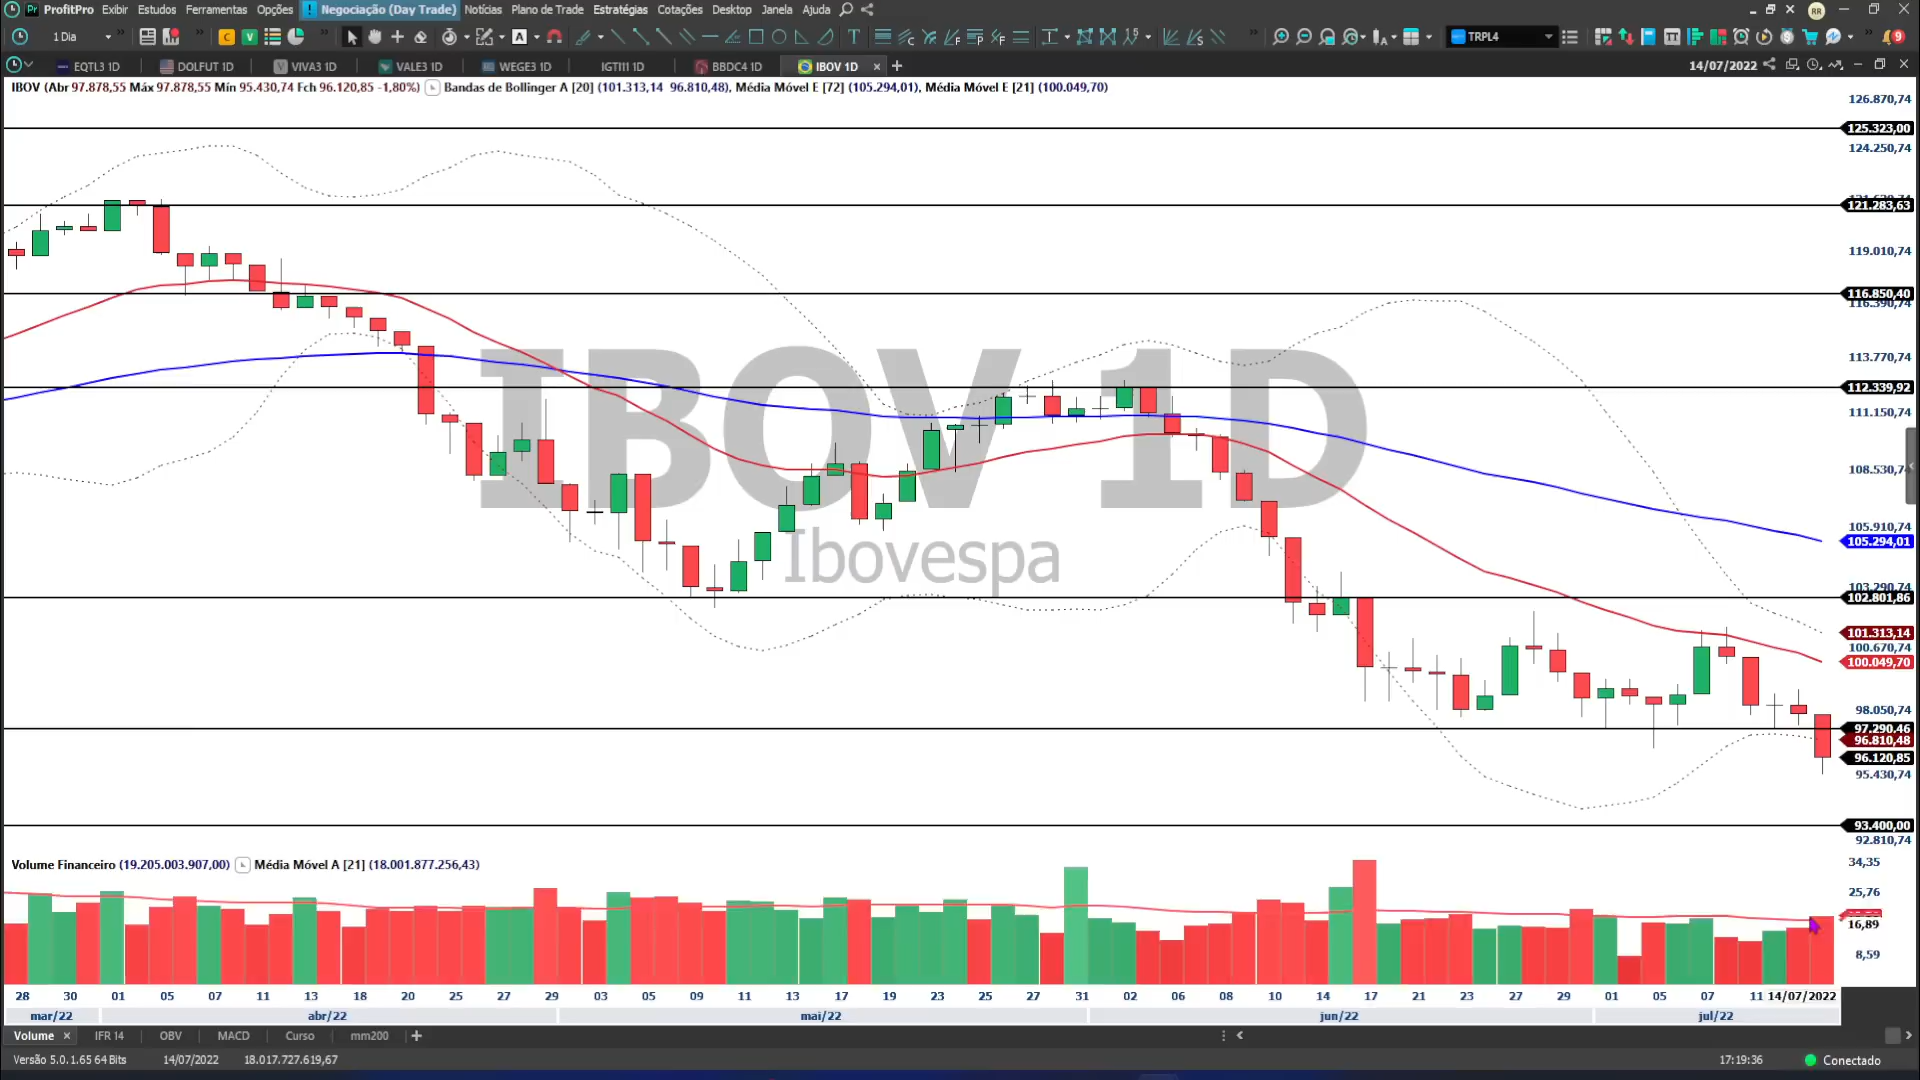 ProfitPro Exibir Estudos Ferramentas Opções ! Negociação (Day Trade) Notícias Plano de Trade Estratégias Cotações Desktop Janela Ajuda RR
1 Dia C V A T TRPL4 9
EQTL3 1D DOLFUT 1D VIVA3 1D VALE3 1D WEGE3 1D IGTI11 1D BBDC4 1D IBOV 1D × + 14/07/2022
IBOV (Abr 97.878,55 Máx 97.878,55 Mín 95.430,74 Fch 96.120,85 -1,80%) Bandas de Bollinger A [20] (101.313,14 96.810,48), Média Móvel E [72] (105.294,01), Média Móvel E [21] (100.049,70)
126.870,74
125.323,00
124.250,74
121.283,63
119.010,74
116.850,40
116.390,74
113.770,74
112.339,92
111.150,74
108.530,74
105.910,74
105.294,01
103.290,74
102.801,86
101.313,14
100.670,74
100.049,70
98.050,74
97.290,46
96.810,48
96.120,85
95.430,74
93.400,00
92.810,74
IBOV 1D
Ibovespa
Volume Financeiro (19.205.003.907,00) Média Móvel A [21] (18.001.877.256,43)
34,35
25,76
16,89
8,59
28 30 01 05 07 11 13 18 20 25 27 29 03 05 09 11 13 17 19 23 25 27 31 02 06 08 10 14 17 21 23 27 29 01 05 07 11 14/07/2022
mar/22 abr/22 mai/22 jun/22 jul/22
Volume × IFR 14 OBV MACD Curso mm200 +
Versão 5.0.1.65 64 Bits 14/07/2022 18.017.727.619,67 17:19:36 Conectado